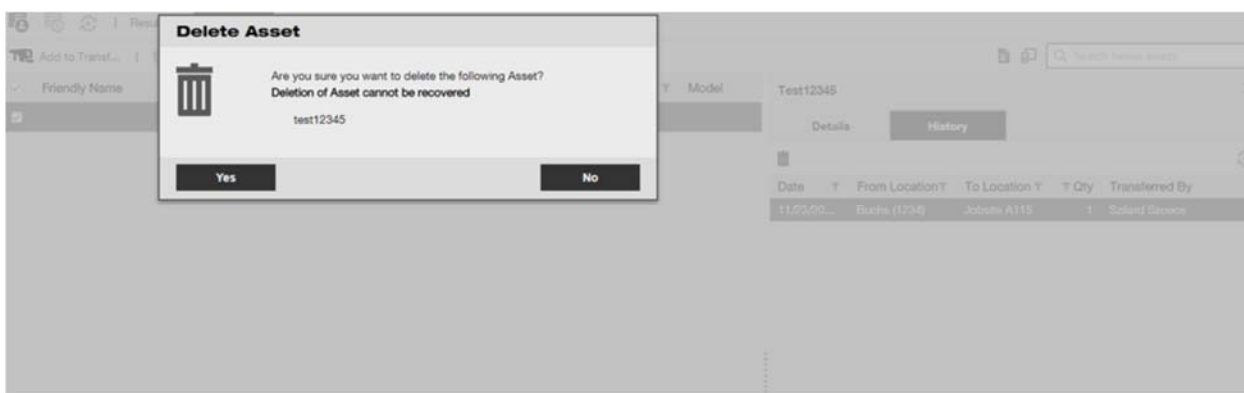 Delete Asset
Are you sure you want to delete the following Asset?
Deletion of Asset cannot be recovered
test12345
Yes
No
Add to Transf...
Friendly Name
Model
Test12345
Details
History
Date
From Location
To Location
Qty
Transferred By
Buchs (1234)
Jobsite A115
1